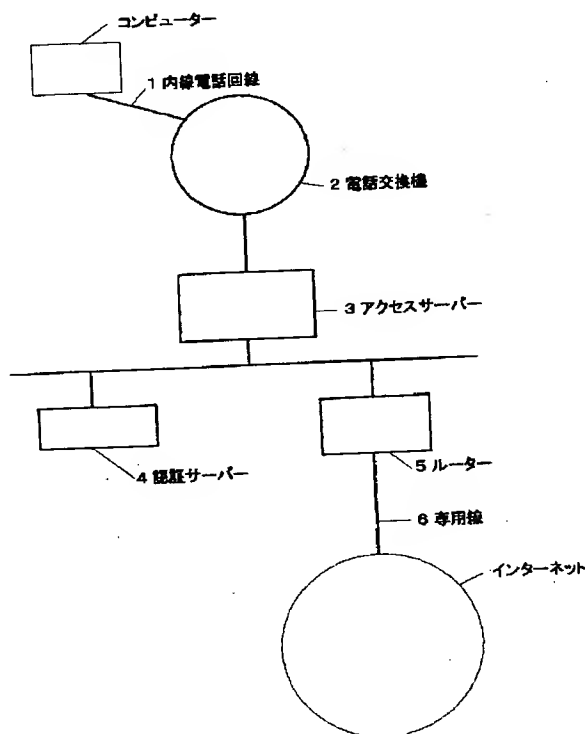 コンピューター
1 内線電話回線
2 電話交換機
3 アクセスサーバー
4 認証サーバー
5 ルーター
6 専用線
インターネット